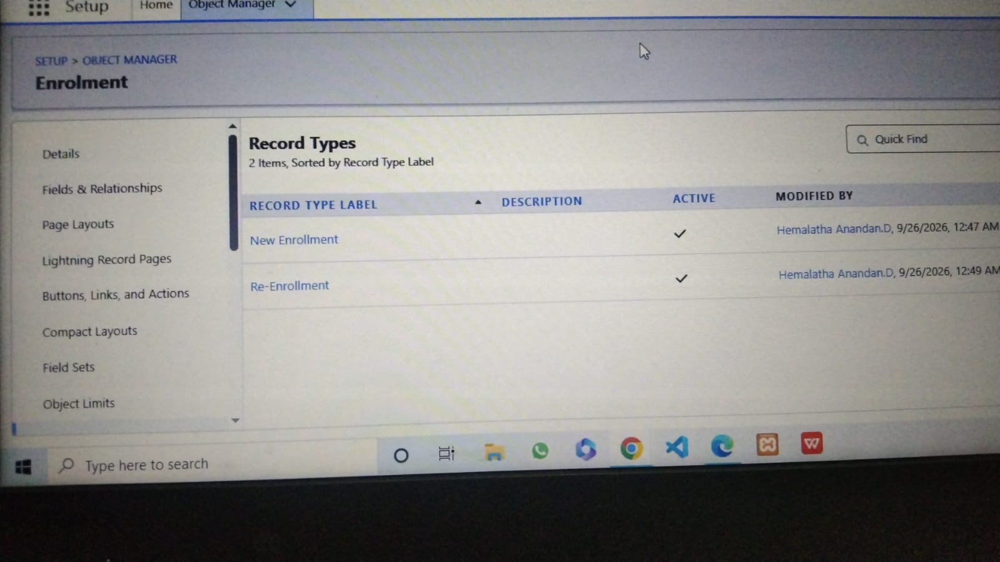 Setup
Home
Object Manager
SETUP > OBJECT MANAGER
Enrolment
Details
Fields & Relationships
Page Layouts
Lightning Record Pages
Buttons, Links, and Actions
Compact Layouts
Field Sets
Object Limits
Record Types
2 Items, Sorted by Record Type Label
Quick Find
RECORD TYPE LABEL DESCRIPTION ACTIVE MODIFIED BY
New Enrollment Hemalatha Anandan.D, 9/26/2026, 12:47 AM
Re-Enrollment Hemalatha Anandan.D, 9/26/2026, 12:49 AM
Type here to search